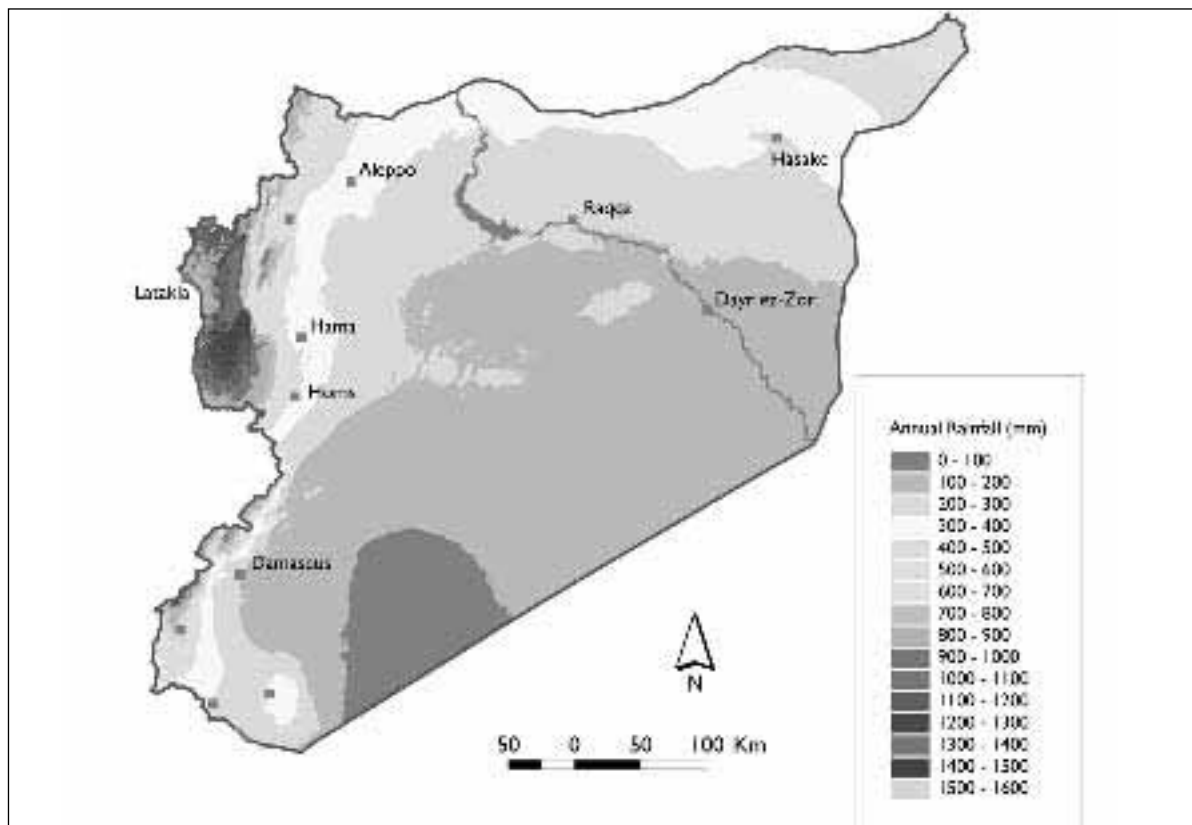 Aleppo
Hasake
Raqqa
Latakia
Dayr ez-Zor
Hama
Homs
Damascus
N
50 0 50 100 Km
Annual Rainfall (mm)
0 - 100
100 - 200
200 - 300
300 - 400
400 - 500
500 - 600
600 - 700
700 - 800
800 - 900
900 - 1000
1000 - 1100
1100 - 1200
1200 - 1300
1300 - 1400
1400 - 1500
1500 - 1600